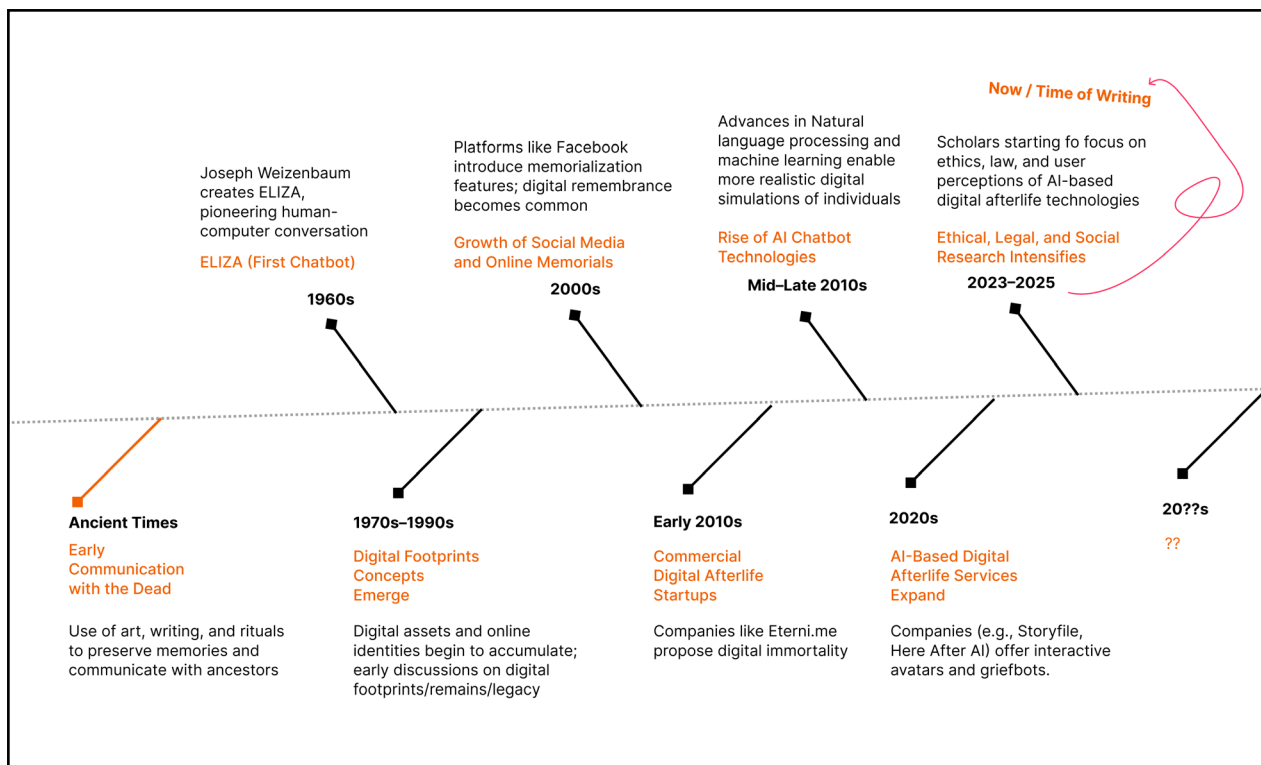 Now / Time of Writing
Joseph Weizenbaum
creates ELIZA,
pioneering human-
computer conversation
ELIZA (First Chatbot)
1960s
Platforms like Facebook
introduce memorialization
features; digital remembrance
becomes common
Growth of Social Media
and Online Memorials
2000s
Advances in Natural
language processing and
machine learning enable
more realistic digital
simulations of individuals
Rise of AI Chatbot
Technologies
Mid–Late 2010s
Scholars starting fo focus on
ethics, law, and user
perceptions of AI-based
digital afterlife technologies
Ethical, Legal, and Social
Research Intensifies
2023–2025
Ancient Times
Early
Communication
with the Dead
Use of art, writing, and rituals
to preserve memories and
communicate with ancestors
1970s–1990s
Digital Footprints
Concepts
Emerge
Digital assets and online
identities begin to accumulate;
early discussions on digital
footprints/remains/legacy
Early 2010s
Commercial
Digital Afterlife
Startups
Companies like Eterni.me
propose digital immortality
2020s
AI-Based Digital
Afterlife Services
Expand
Companies (e.g., Storyfile,
Here After AI) offer interactive
avatars and griefbots.
20??s
??